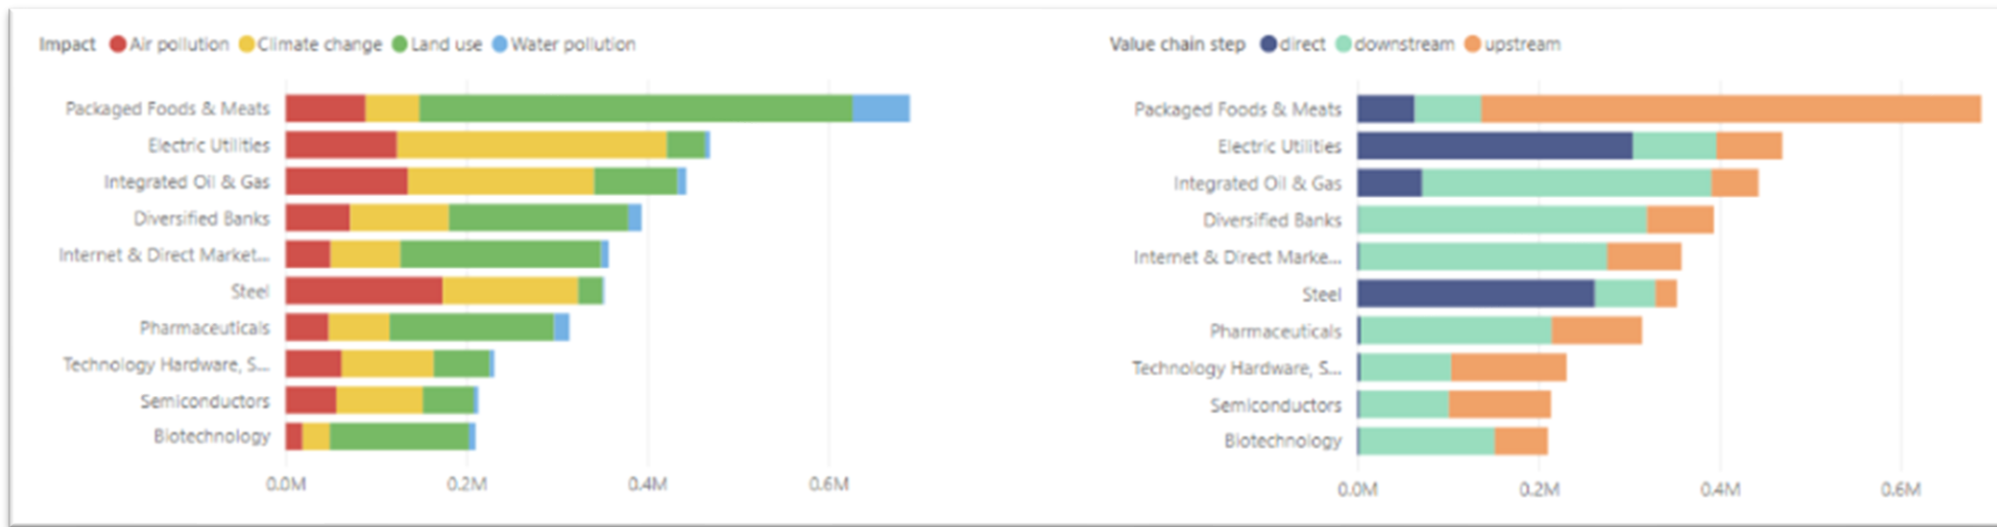 Impact Air pollution Climate change Land use Water pollution
Packaged Foods & Meats
Electric Utilities
Integrated Oil & Gas
Diversified Banks
Internet & Direct Market...
Steel
Pharmaceuticals
Technology Hardware, S...
Semiconductors
Biotechnology
0.0M 0.2M 0.4M 0.6M
Value chain step direct downstream upstream
Packaged Foods & Meats
Electric Utilities
Integrated Oil & Gas
Diversified Banks
Internet & Direct Marke...
Steel
Pharmaceuticals
Technology Hardware, S...
Semiconductors
Biotechnology
0.0M 0.2M 0.4M 0.6M